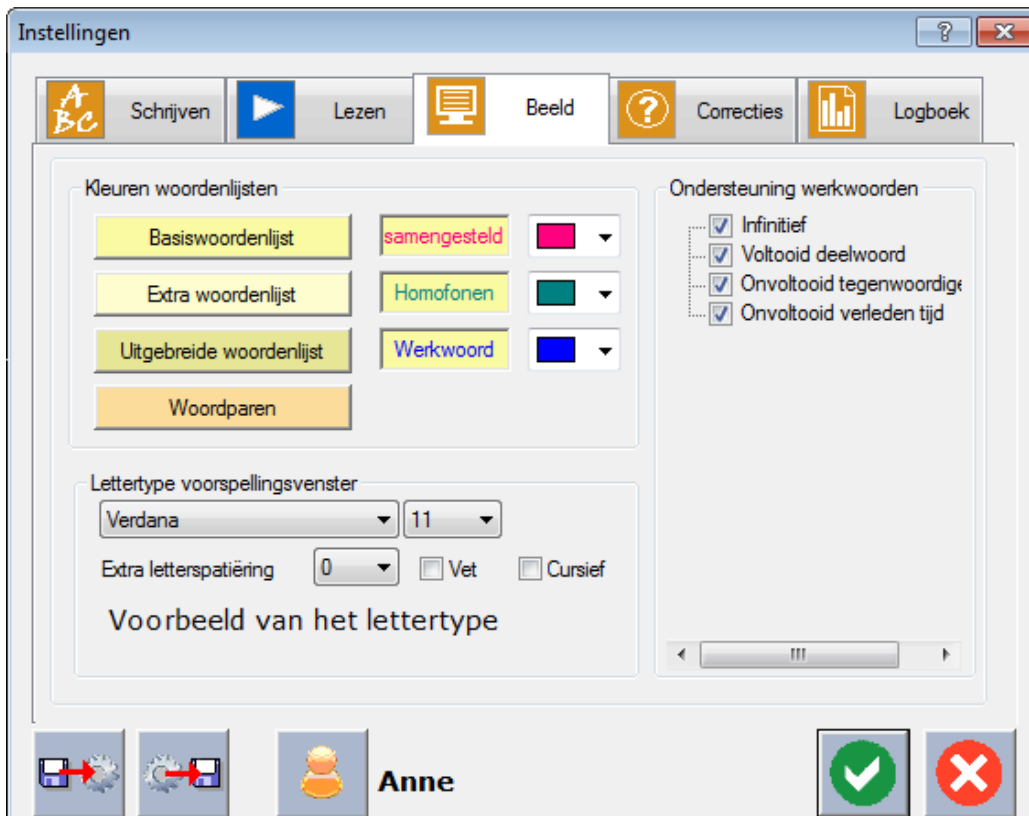 Instellingen
ABC Schrijven Lezen Beeld Correcties Logboek
Kleuren woordenlijsten
Basiswoordenlijst samengesteld
Extra woordenlijst Homofonen
Uitgebreide woordenlijst Werkwoord
Woordparen
Ondersteuning werkwoorden
Infinitief
Voltooid deelwoord
Onvoltooid tegenwoordige
Onvoltooid verleden tijd
Lettertype voorspellingsvenster
Verdana 11
Extra letterspatiëring 0 Vet Cursief
Voorbeeld van het lettertype
Anne